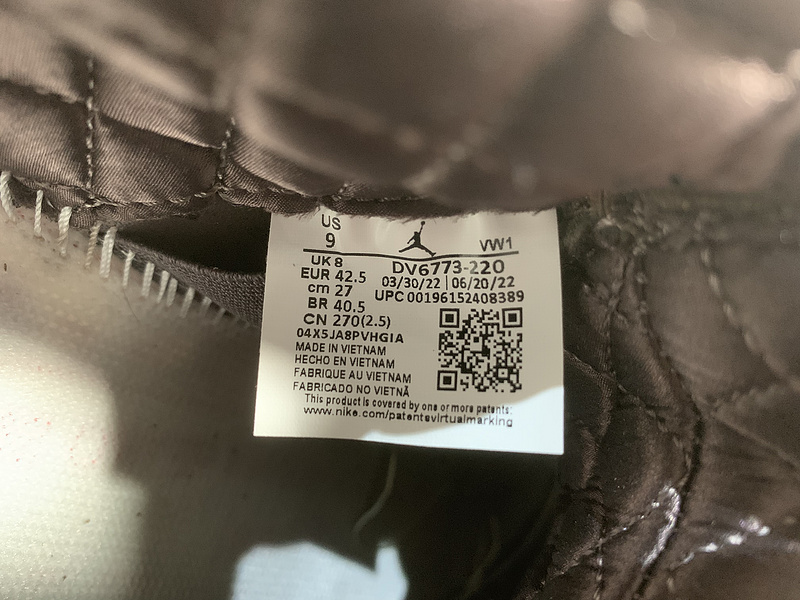 US
9
VW1
UK 8
EUR 42.5
cm 27
BR 40.5
CN 270(2.5)
DV6773-220
03/30/22 | 06/20/22
UPC 00196152408389
04X5JA8PVHGIA
MADE IN VIETNAM
HECHO EN VIETNAM
FABRIQUE AU VIETNAM
FABRICADO NO VIETNÃ
This product is covered by one or more patents:
www.nike.com/patentsvirtualmarking